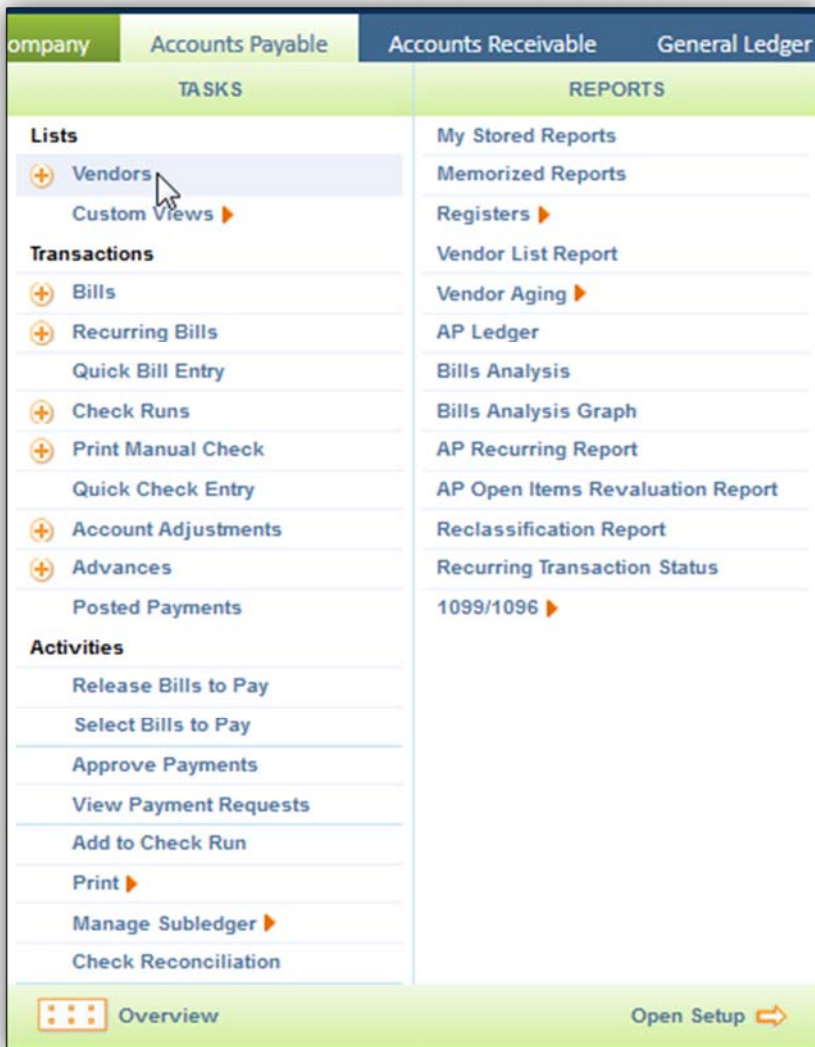 ompany Accounts Payable Accounts Receivable General Ledger
TASKS
Lists
Vendors
Custom Views
Transactions
Bills
Recurring Bills
Quick Bill Entry
Check Runs
Print Manual Check
Quick Check Entry
Account Adjustments
Advances
Posted Payments
Activities
Release Bills to Pay
Select Bills to Pay
Approve Payments
View Payment Requests
Add to Check Run
Print
Manage Subledger
Check Reconciliation
REPORTS
My Stored Reports
Memorized Reports
Registers
Vendor List Report
Vendor Aging
AP Ledger
Bills Analysis
Bills Analysis Graph
AP Recurring Report
AP Open Items Revaluation Report
Reclassification Report
Recurring Transaction Status
1099/1096
Overview
Open Setup